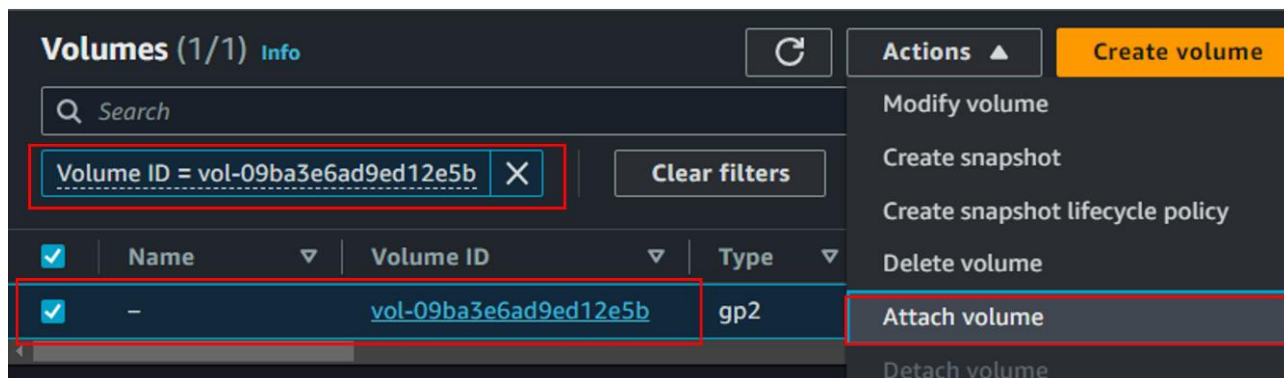 Volumes (1/1) Info
Actions ▲
Create volume
Search
Modify volume
Volume ID = vol-09ba3e6ad9ed12e5b
Clear filters
Create snapshot
Create snapshot lifecycle policy
Name
Volume ID
Type
Delete volume
–
vol-09ba3e6ad9ed12e5b
gp2
Attach volume
Detach volume